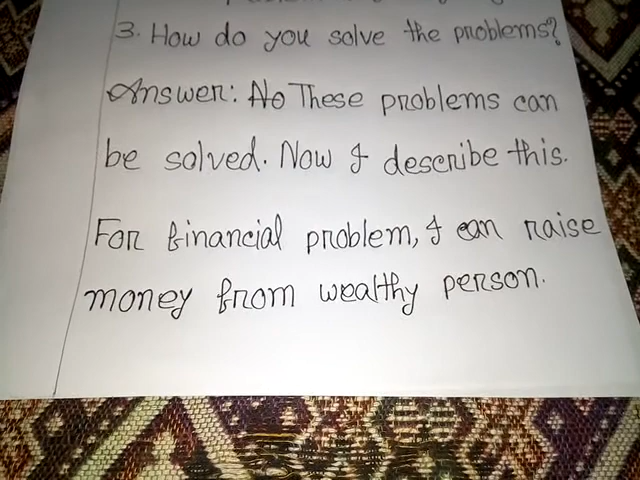 3. How do you solve the problems?
Answer: No These problems can
be solved. Now I describe this.
For financial problem, I can raise
money from wealthy person.